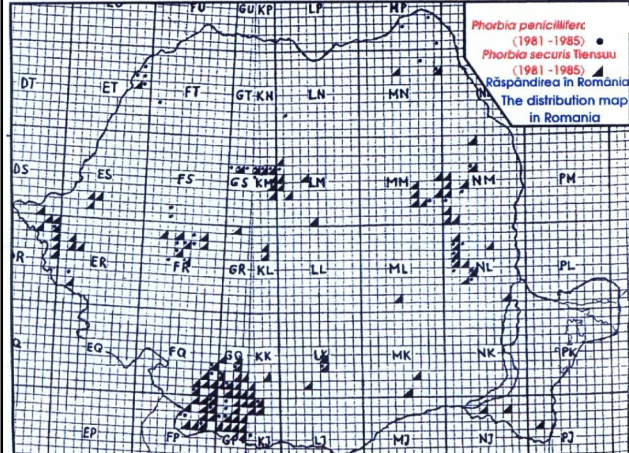 FU GU KP LP MP
Phorbia penicillifera
(1981 -1985) ●
Phorbia securis Tiensuu
(1981 -1985) ◢
Răspândirea în România
The distribution map
in Romania
DT ET FT GT KN LN MN
DS ES FS GS KM LM MM NM PM
ER FR GR KL LL ML NL PL
EQ FQ GQ KK LK MK NK PK
EP FP GP KJ LJ MJ NJ PJ